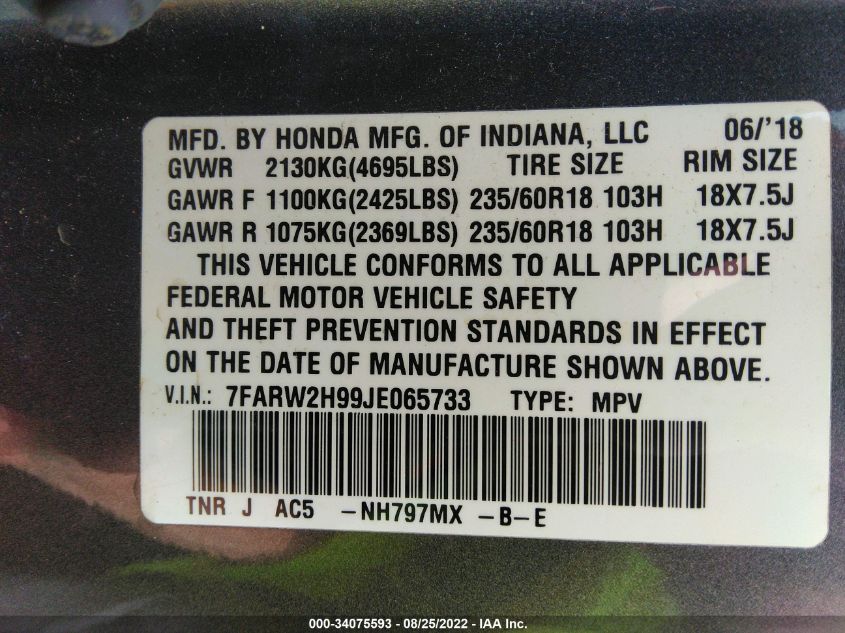 MFD. BY HONDA MFG. OF INDIANA, LLC 06/'18
GVWR 2130KG(4695LBS) TIRE SIZE RIM SIZE
GAWR F 1100KG(2425LBS) 235/60R18 103H 18X7.5J
GAWR R 1075KG(2369LBS) 235/60R18 103H 18X7.5J
THIS VEHICLE CONFORMS TO ALL APPLICABLE
FEDERAL MOTOR VEHICLE SAFETY
AND THEFT PREVENTION STANDARDS IN EFFECT
ON THE DATE OF MANUFACTURE SHOWN ABOVE.
V.I.N.: 7FARW2H99JE065733 TYPE: MPV
TNR J AC5 -NH797MX -B-E
000-34075593 - 08/25/2022 - IAA Inc.